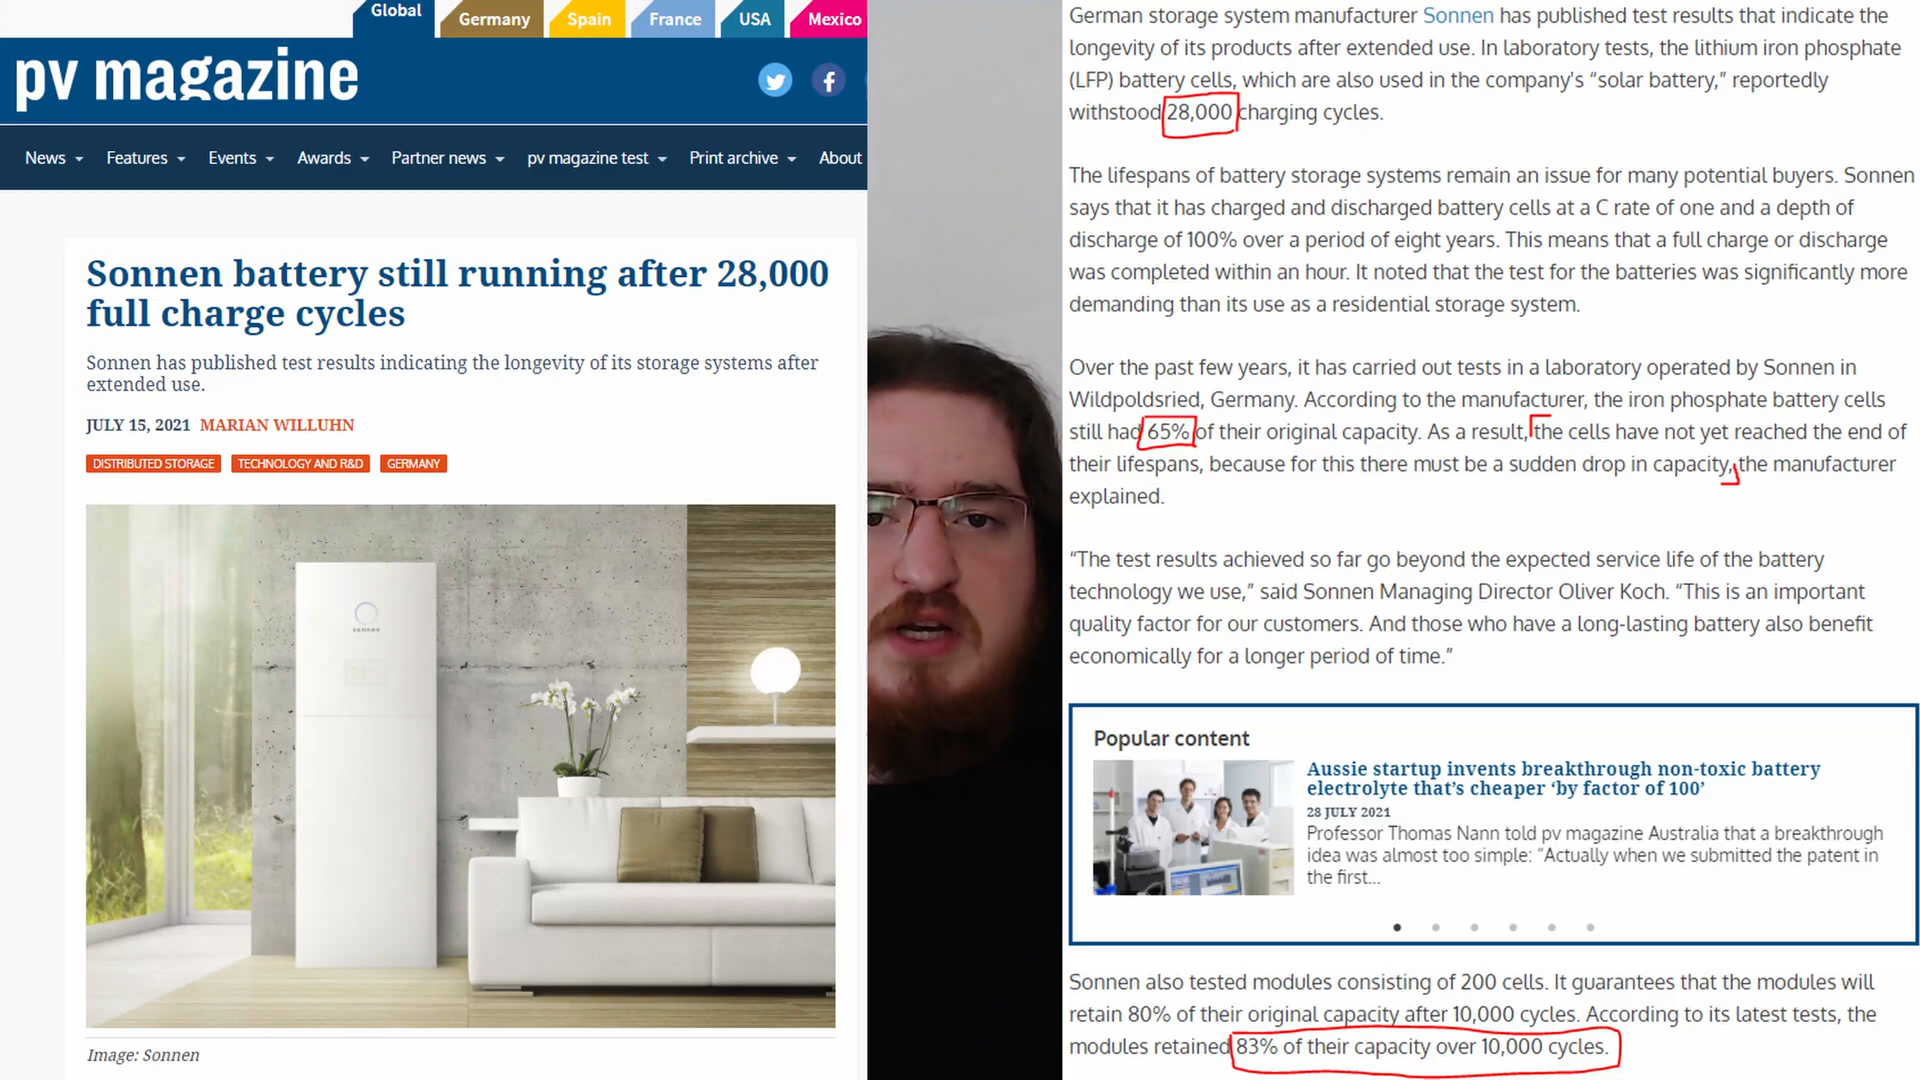 Global
Germany
Spain
France
USA
Mexico
pv magazine
News
Features
Events
Awards
Partner news
pv magazine test
Print archive
About
Sonnen battery still running after 28,000
full charge cycles
Sonnen has published test results indicating the longevity of its storage systems after
extended use.
JULY 15, 2021 MARIAN WILLUHN
DISTRIBUTED STORAGE
TECHNOLOGY AND R&D
GERMANY
sonnen
Image: Sonnen
German storage system manufacturer Sonnen has published test results that indicate the
longevity of its products after extended use. In laboratory tests, the lithium iron phosphate
(LFP) battery cells, which are also used in the company's “solar battery,” reportedly
withstood 28,000 charging cycles.
The lifespans of battery storage systems remain an issue for many potential buyers. Sonnen
says that it has charged and discharged battery cells at a C rate of one and a depth of
discharge of 100% over a period of eight years. This means that a full charge or discharge
was completed within an hour. It noted that the test for the batteries was significantly more
demanding than its use as a residential storage system.
Over the past few years, it has carried out tests in a laboratory operated by Sonnen in
Wildpoldsried, Germany. According to the manufacturer, the iron phosphate battery cells
still had 65% of their original capacity. As a result, the cells have not yet reached the end of
their lifespans, because for this there must be a sudden drop in capacity, the manufacturer
explained.
“The test results achieved so far go beyond the expected service life of the battery
technology we use,” said Sonnen Managing Director Oliver Koch. “This is an important
quality factor for our customers. And those who have a long-lasting battery also benefit
economically for a longer period of time.”
Popular content
Aussie startup invents breakthrough non-toxic battery
electrolyte that’s cheaper ‘by factor of 100’
28 JULY 2021
Professor Thomas Nann told pv magazine Australia that a breakthrough
idea was almost too simple: “Actually when we submitted the patent in
the first...
Sonnen also tested modules consisting of 200 cells. It guarantees that the modules will
retain 80% of their original capacity after 10,000 cycles. According to its latest tests, the
modules retained 83% of their capacity over 10,000 cycles.